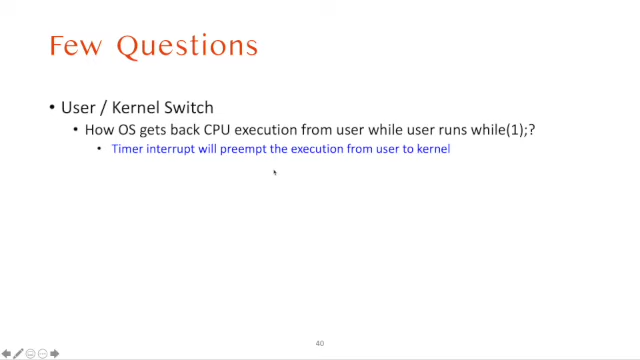 Few Questions
• User / Kernel Switch
• How OS gets back CPU execution from user while user runs while(1);?
• Timer interrupt will preempt the execution from user to kernel
40